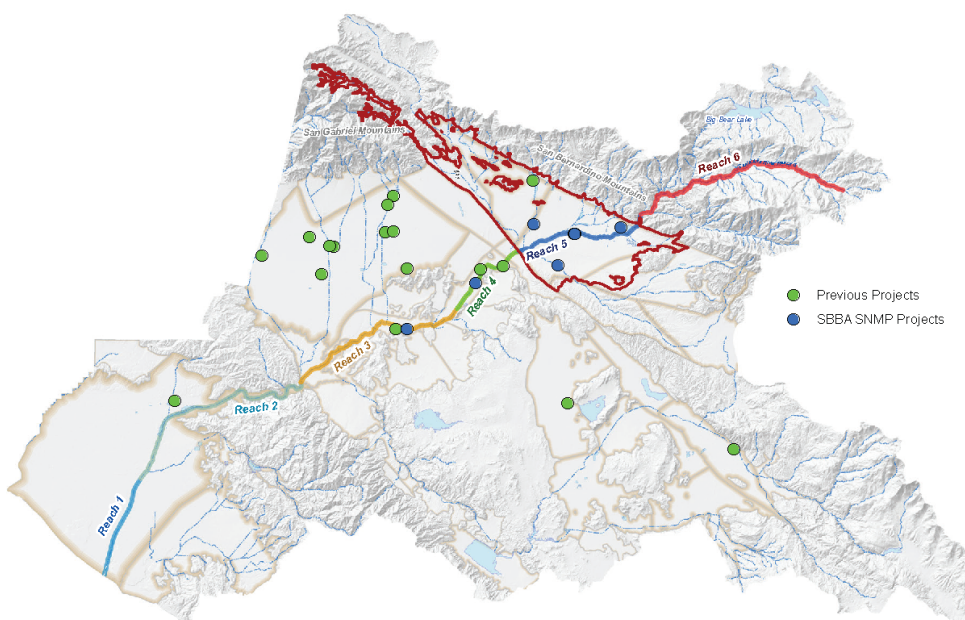 Big Bear Lake
San Gabriel Mountains
San Bernardino Mountains
Reach 6
Reach 5
Reach 4
Previous Projects
SBBA SNMP Projects
Reach 3
Reach 2
Reach 1